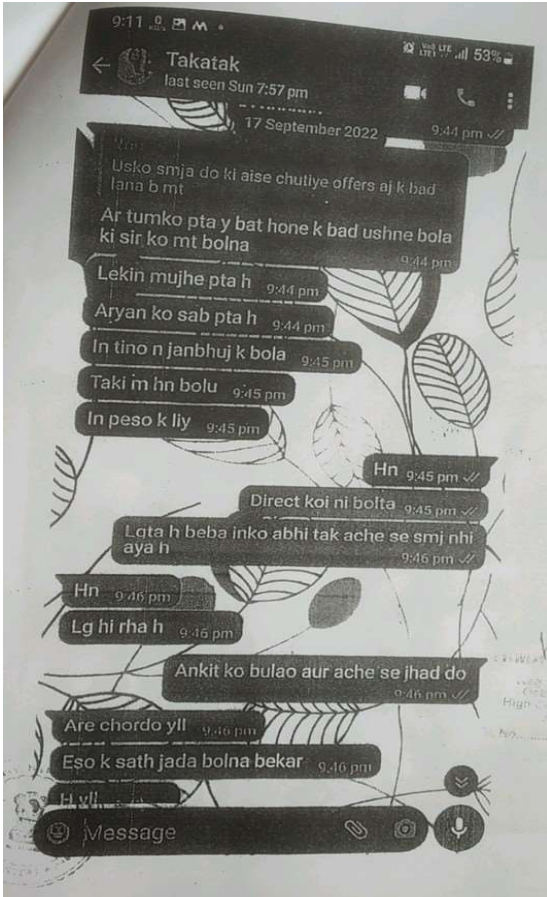 9:11
53%
Takatak
last seen Sun 7:57 pm
17 September 2022
9:44 pm
You
Usko smja do ki aise chutiye offers aj k bad
lana b mt
Ar tumko pta y bat hone k bad ushne bola
ki sir ko mt bolna
9:44 pm
Lekin mujhe pta h 9:44 pm
Aryan ko sab pta h 9:44 pm
In tino n janbhuj k bola 9:45 pm
Taki m hn bolu 9:45 pm
In peso k liy 9:45 pm
Hn 9:45 pm
Direct koi ni bolta 9:45 pm
Lgta h beba inko abhi tak ache se smj nhi
aya h 9:46 pm
Hn 9:46 pm
Lg hi rha h 9:46 pm
Ankit ko bulao aur ache se jhad do
9:46 pm
Are chordo yll 9:46 pm
Eso k sath jada bolna bekar 9:46 pm
H yll
Message
High
No.